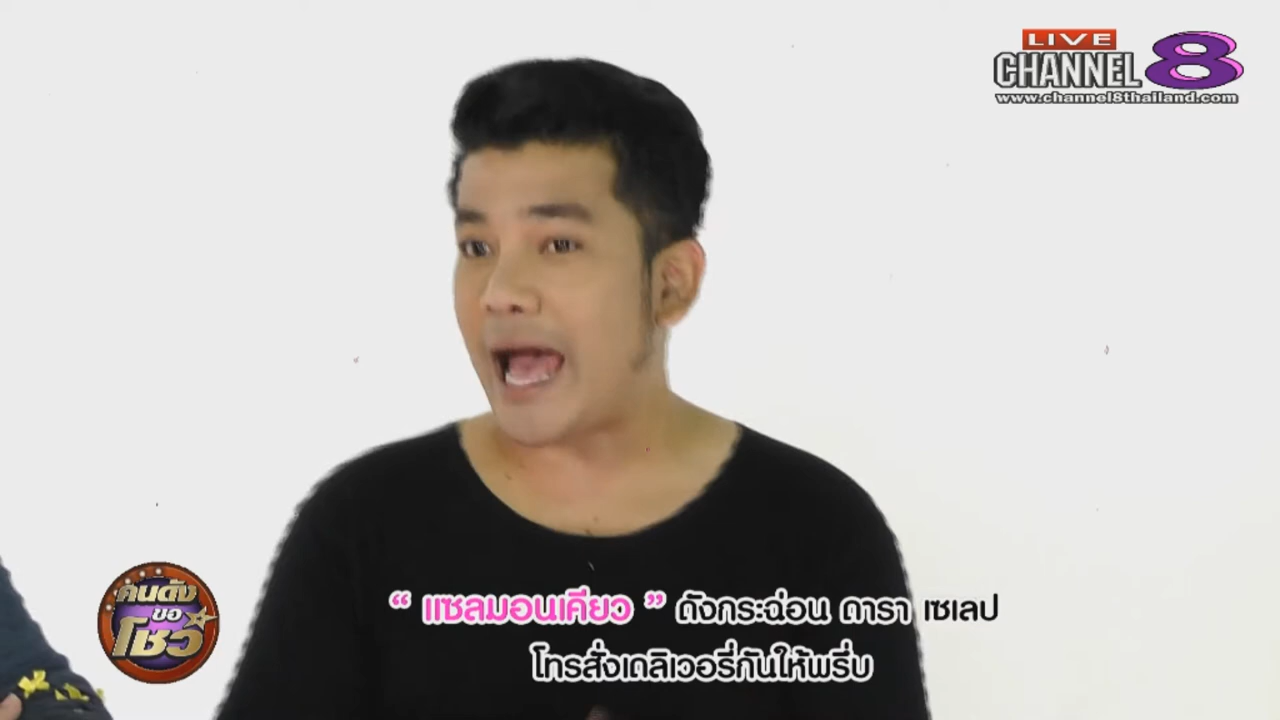 LIVE
CHANNEL 8
www.channel8thailand.com
คนดัง
ขอ
โชว์
“ แซลมอนเคียว ” ดังกระฉ่อน ดารา เซเลป
โทรสั่งเดลิเวอรี่กันให้พรึ่บ